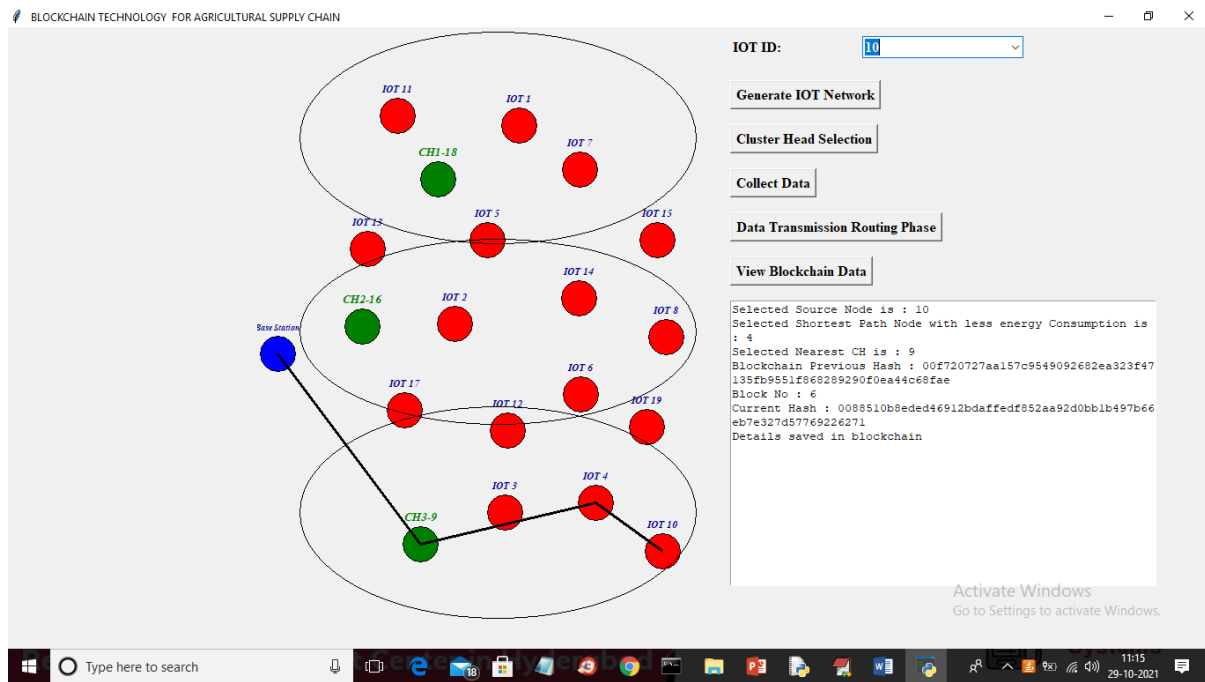 BLOCKCHAIN TECHNOLOGY FOR AGRICULTURAL SUPPLY CHAIN
IOT ID:
10
Generate IOT Network
Cluster Head Selection
Collect Data
Data Transmission Routing Phase
View Blockchain Data
IOT 11
IOT 1
IOT 7
CH1-18
IOT 5
IOT 15
IOT 13
IOT 14
CH2-16
IOT 2
IOT 8
Base Station
IOT 6
IOT 17
IOT 12
IOT 19
IOT 4
IOT 3
CH3-9
IOT 10
Selected Source Node is : 10
Selected Shortest Path Node with less energy Consumption is
: 4
Selected Nearest CH is : 9
Blockchain Previous Hash : 00f720727aa157c9549092682ea323f47
135fb9551f868289290f0ea44c68fae
Block No : 6
Current Hash : 0088510b8eded46912bdaffedf852aa92d0bb1b497b66
eb7e327d57769226271
Details saved in blockchain
Activate Windows
Go to Settings to activate Windows.
Type here to search
18
11:15
29-10-2021